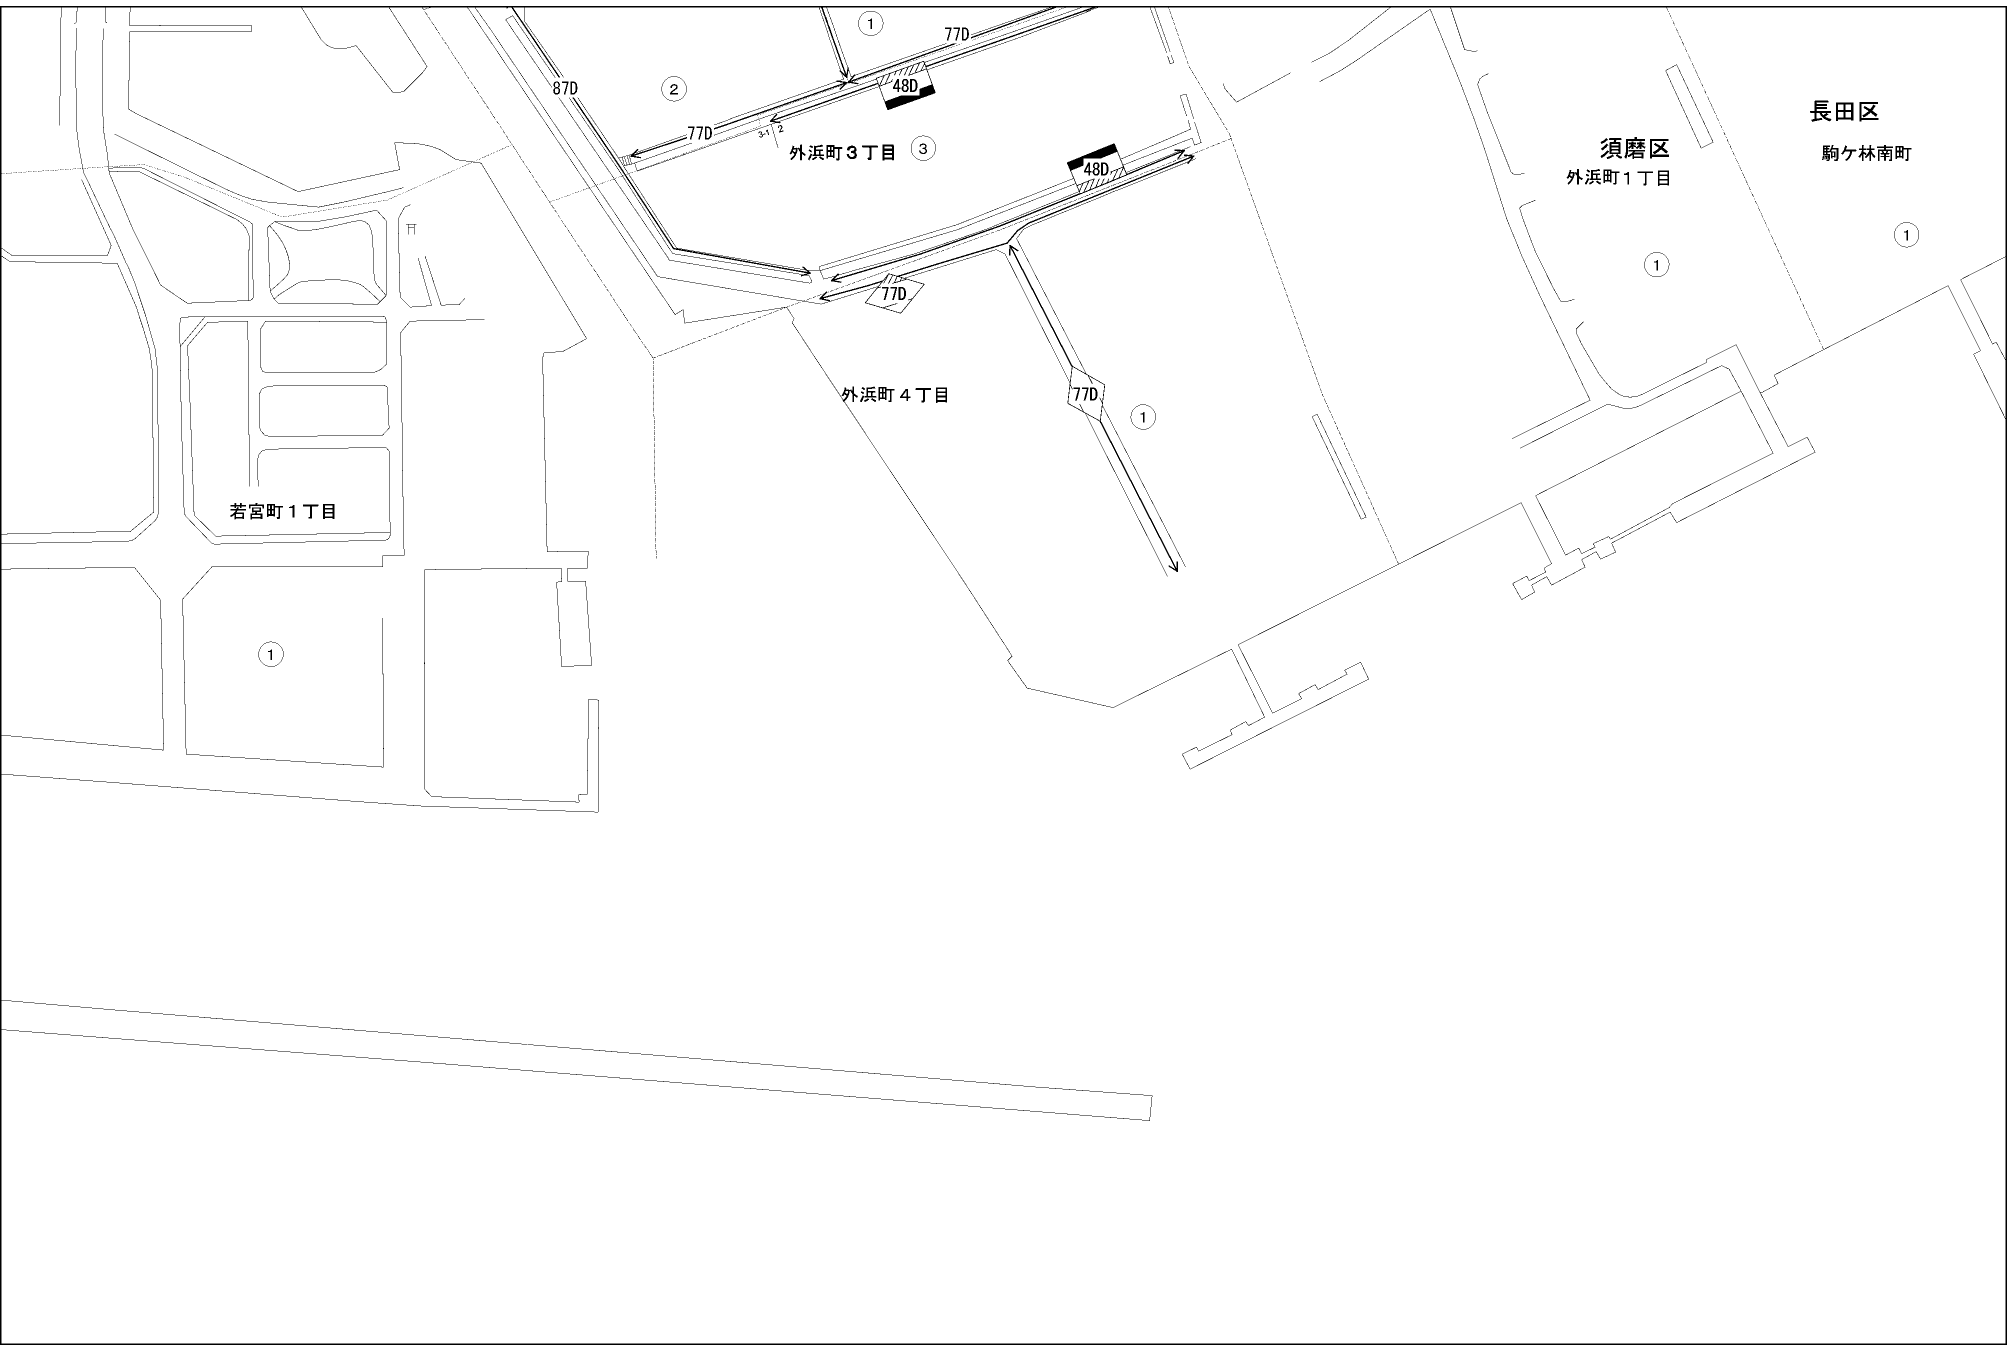 ①
77D
87D
②
48D
長田区
77D
3-1 2
外浜町３丁目
③
須磨区
駒ケ林南町
48D
外浜町１丁目
①
①
77D
外浜町４丁目
77D
①
若宮町１丁目
①